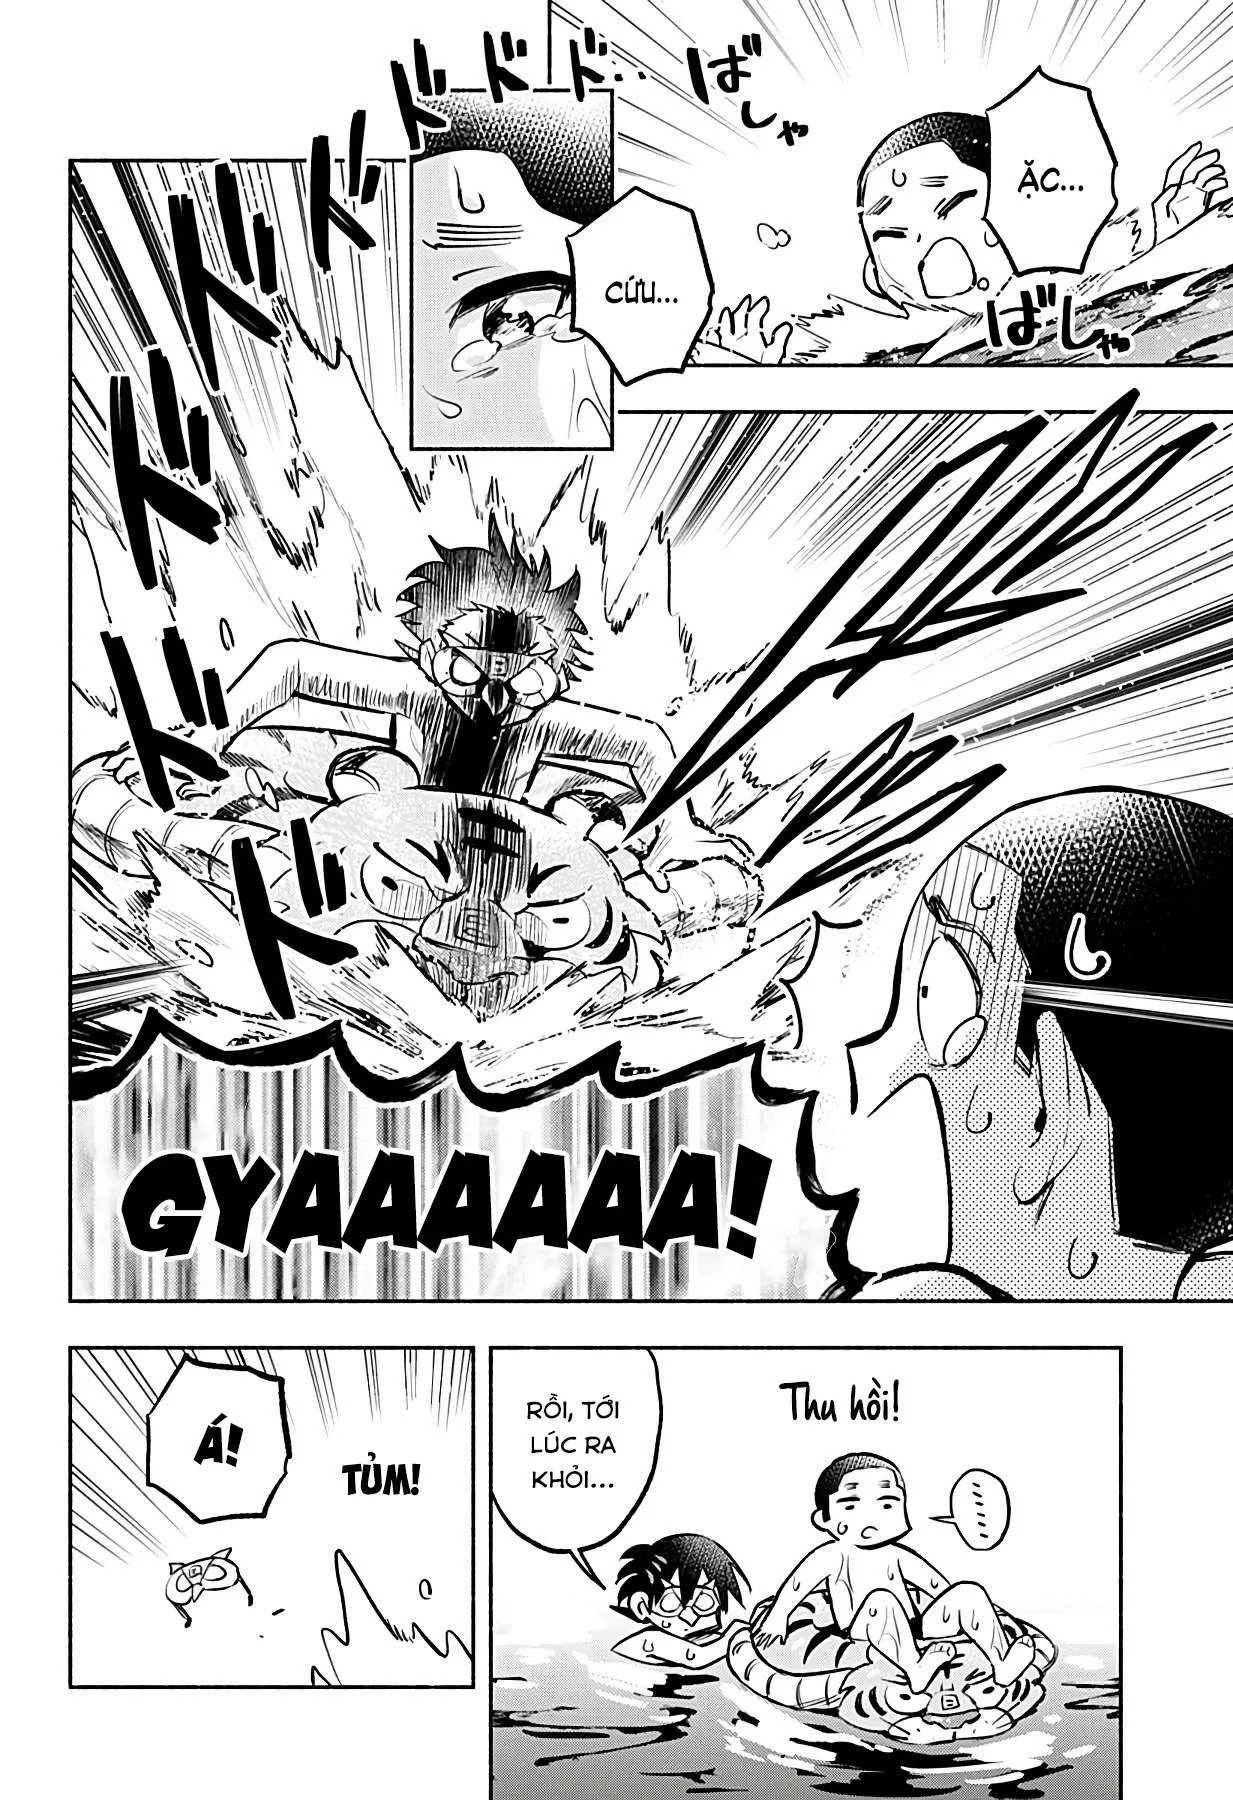 ばしゃ
ẶC...
ばしゃ
CỨU...
ドドドド..
ドドドドド
GYAAAAAA!
Thu hồi!
......
RỒI, TỚI
LÚC RA
KHỎI...
Á!
TỦM!